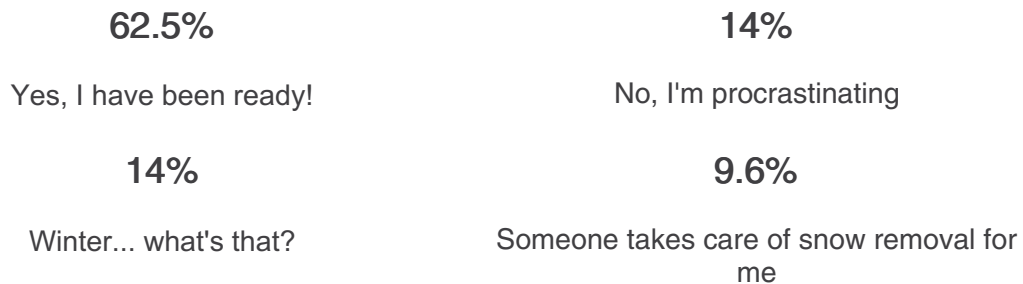 62.5%
Yes, I have been ready!
14%
No, I'm procrastinating
14%
Winter... what's that?
9.6%
Someone takes care of snow removal for
me